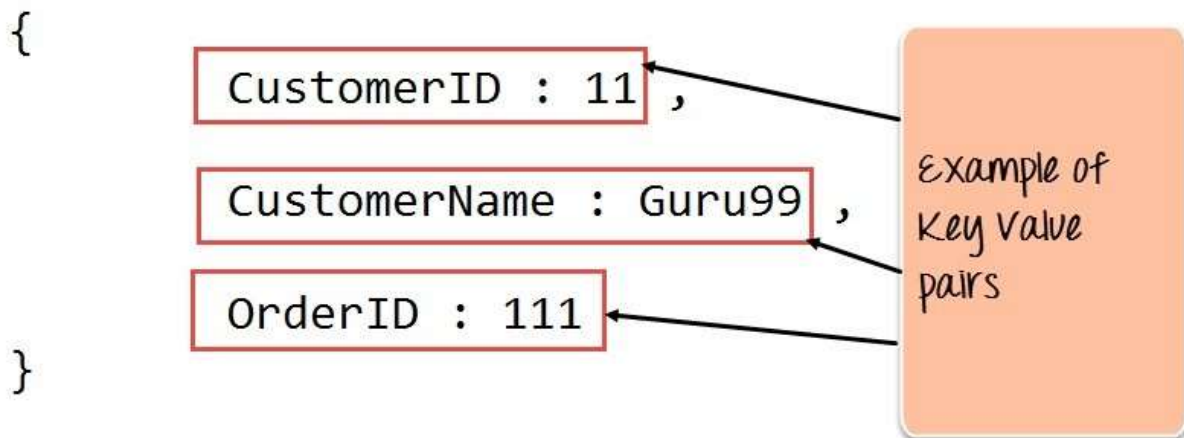 {
CustomerID : 11 ,
CustomerName : Guru99 ,
OrderID : 111
}
Example of
Key Value
pairs